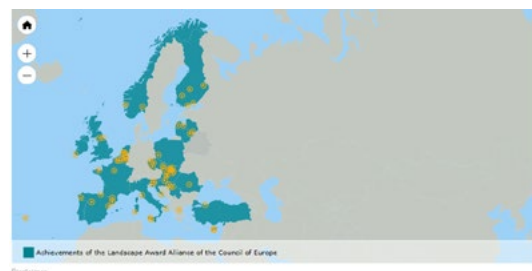 +
−
Achievements of the Landscape Award Alliance of the Council of Europe